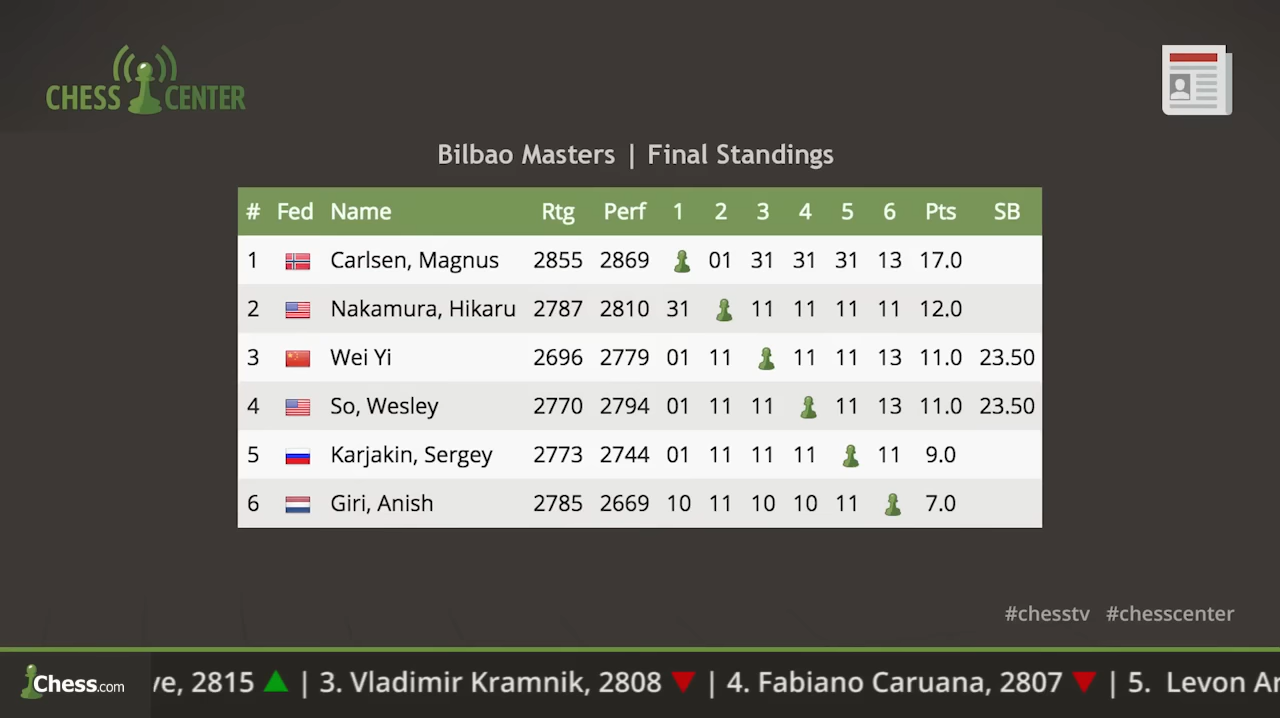 CHESS CENTER
Bilbao Masters | Final Standings
# Fed Name Rtg Perf 1 2 3 4 5 6 Pts SB
1 Carlsen, Magnus 2855 2869 01 31 31 31 13 17.0
2 Nakamura, Hikaru 2787 2810 31 11 11 11 11 12.0
3 Wei Yi 2696 2779 01 11 11 11 13 11.0 23.50
4 So, Wesley 2770 2794 01 11 11 11 13 11.0 23.50
5 Karjakin, Sergey 2773 2744 01 11 11 11 11 9.0
6 Giri, Anish 2785 2669 10 11 10 10 11 7.0
#chesstv #chesscenter
Chess.com ve, 2815 | 3. Vladimir Kramnik, 2808 | 4. Fabiano Caruana, 2807 | 5. Levon Ar